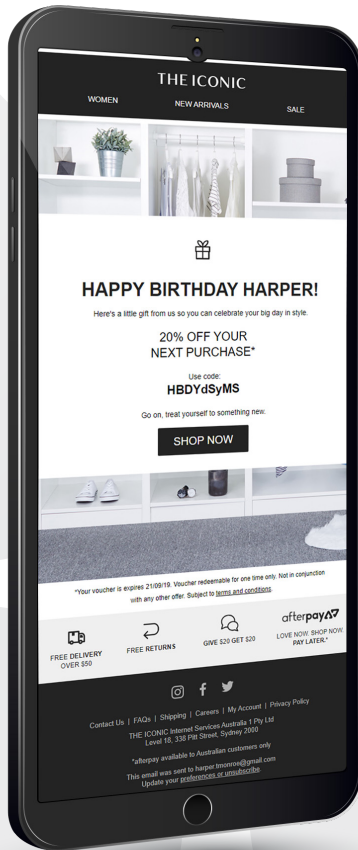 THE ICONIC
WOMEN NEW ARRIVALS SALE
HAPPY BIRTHDAY HARPER!
Here's a little gift from us so you can celebrate your big day in style.
20% OFF YOUR
NEXT PURCHASE*
Use code:
HBDYdSyMS
Go on, treat yourself to something new.
SHOP NOW
*Your voucher is expires 21/09/19. Voucher redeemable for one time only. Not in conjunction
with any other offer. Subject to terms and conditions.
FREE DELIVERY
OVER $50
FREE RETURNS
GIVE $20 GET $20
afterpay
LOVE NOW. SHOP NOW.
PAY LATER.*
Contact Us | FAQs | Shipping | Careers | My Account | Privacy Policy
THE ICONIC Internet Services Australia 1 Pty Ltd
Level 18, 338 Pitt Street, Sydney 2000
*afterpay available to Australian customers only
This email was sent to harper.tmonroe@gmail.com
Update your preferences or unsubscribe.